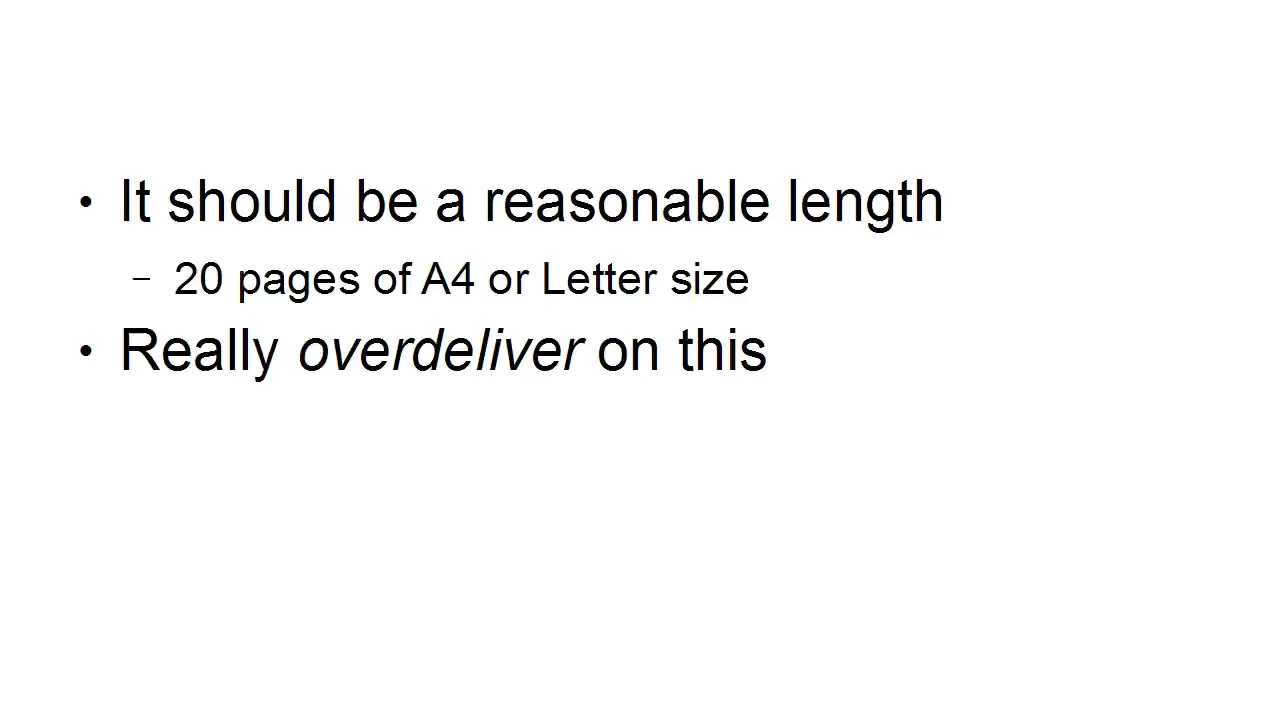 • It should be a reasonable length
– 20 pages of A4 or Letter size
• Really overdeliver on this